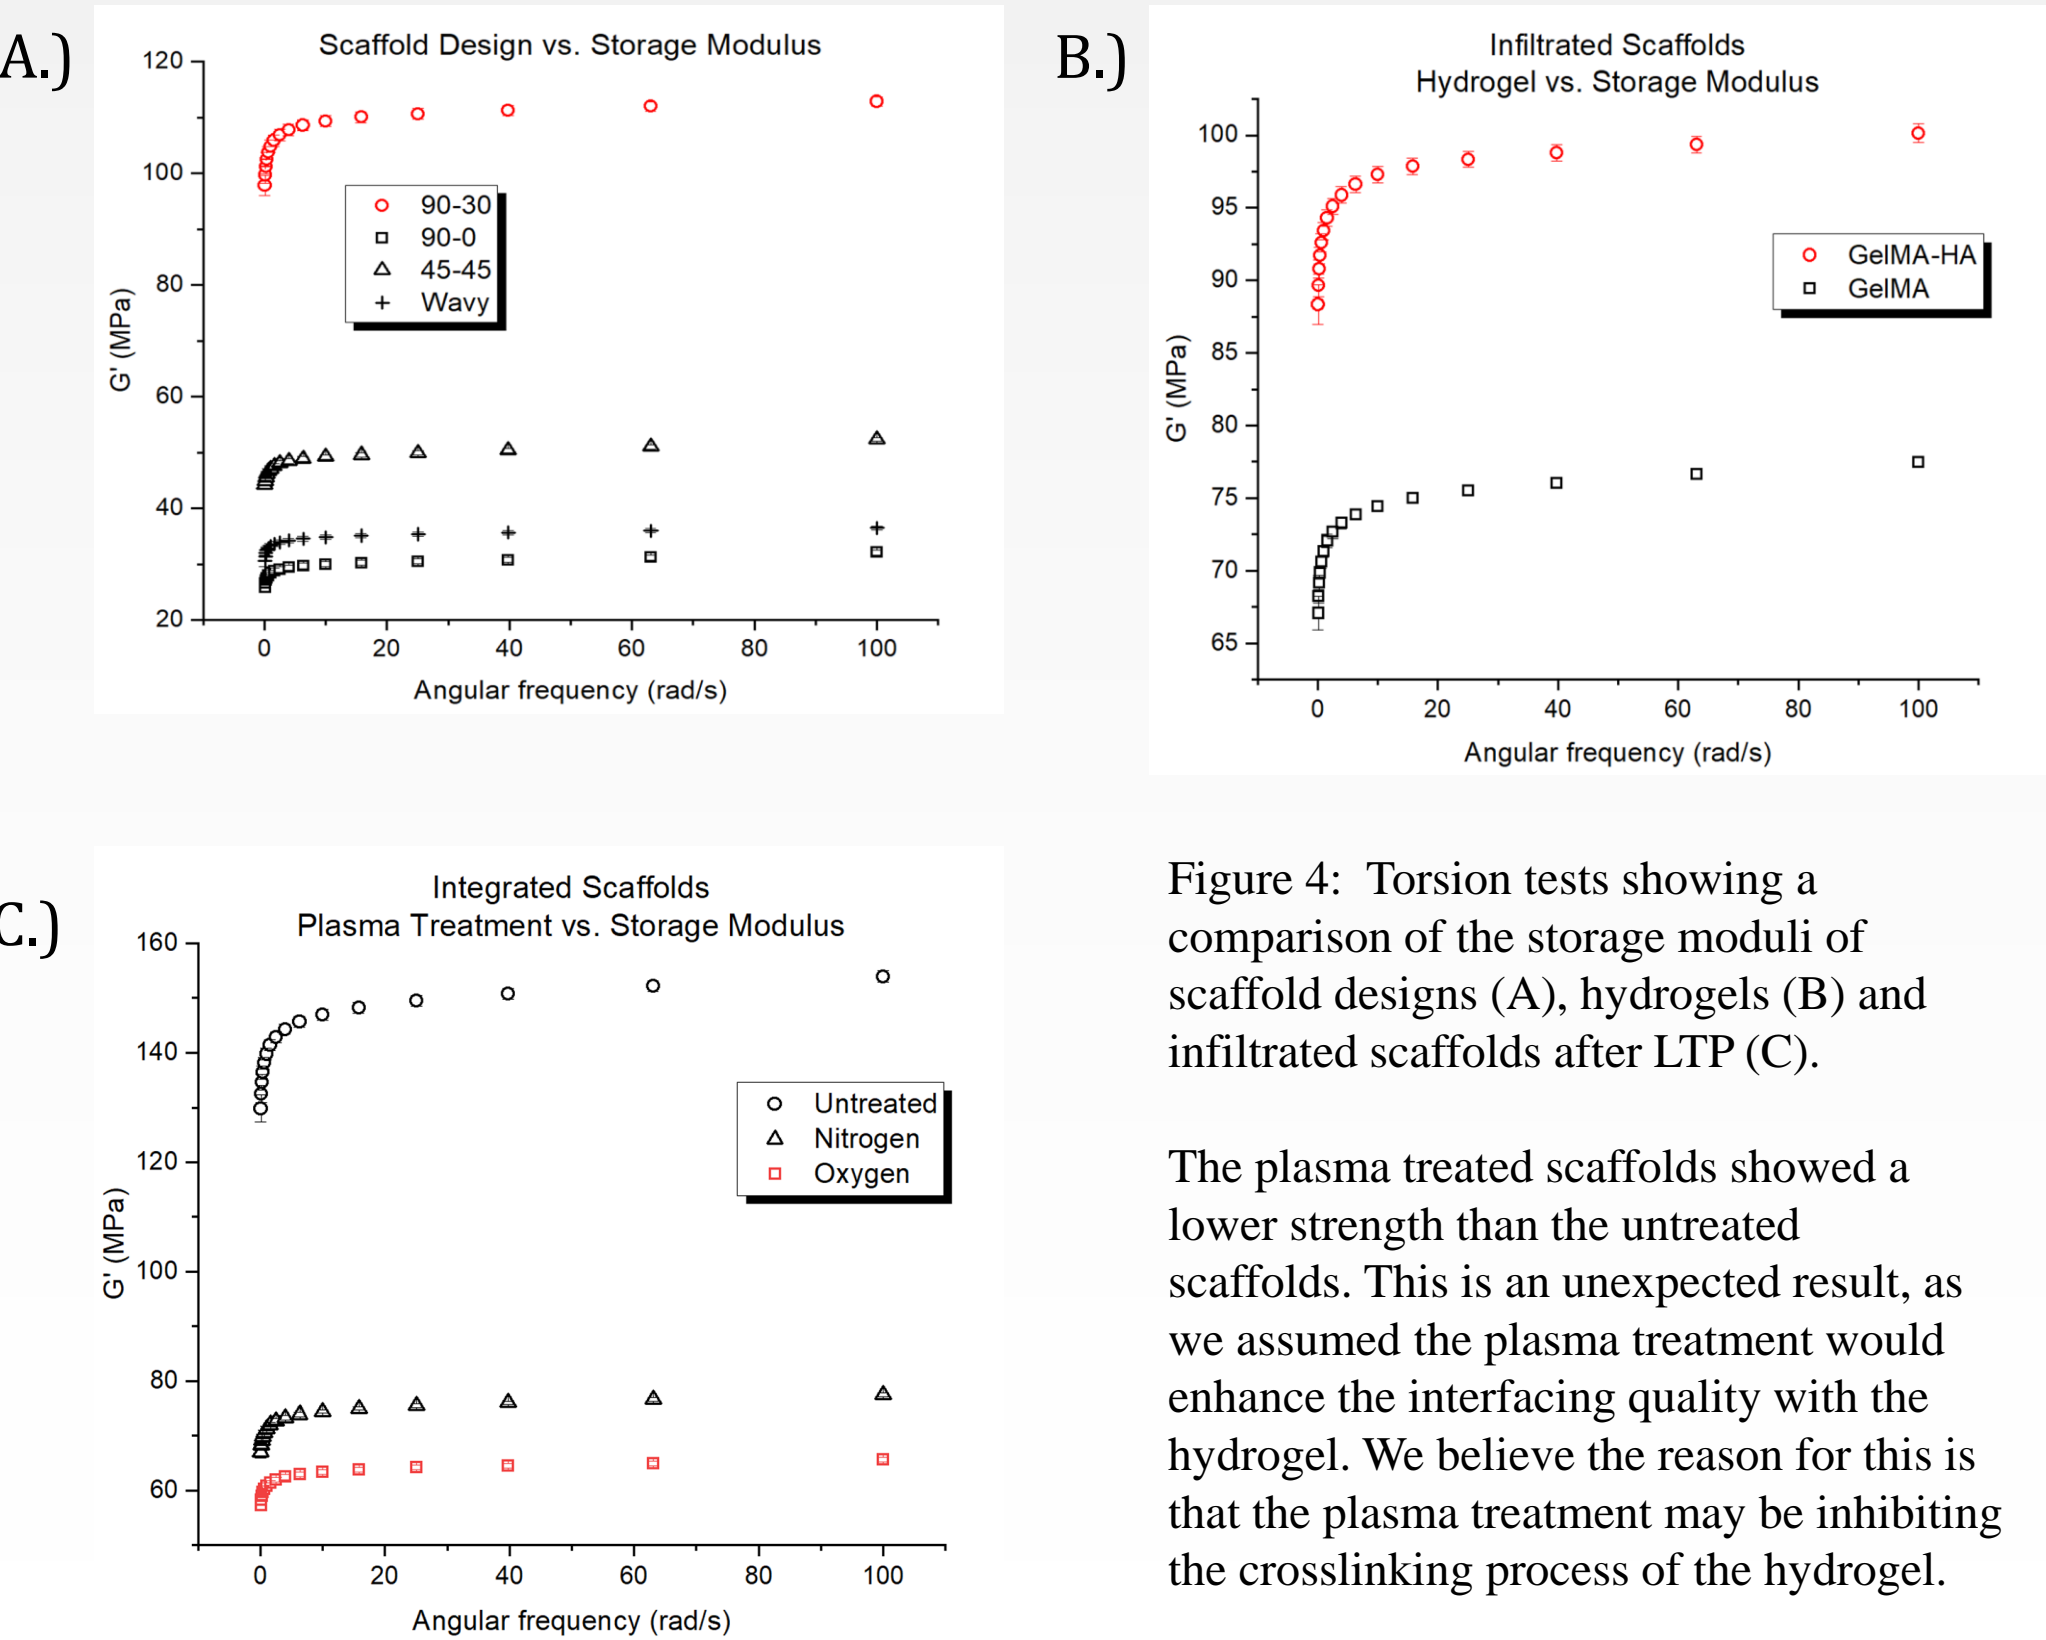 A.)
Scaffold Design vs. Storage Modulus
120
100
80
60
40
20
G' (MPa)
90-30
90-0
45-45
Wavy
0 20 40 60 80 100
Angular frequency (rad/s)
B.)
Infiltrated Scaffolds
Hydrogel vs. Storage Modulus
100
95
90
85
80
75
70
65
G' (MPa)
GelMA-HA
GelMA
0 20 40 60 80 100
Angular frequency (rad/s)
C.)
Integrated Scaffolds
Plasma Treatment vs. Storage Modulus
160
140
120
100
80
60
G' (MPa)
Untreated
Nitrogen
Oxygen
0 20 40 60 80 100
Angular frequency (rad/s)
Figure 4: Torsion tests showing a
comparison of the storage moduli of
scaffold designs (A), hydrogels (B) and
infiltrated scaffolds after LTP (C).
The plasma treated scaffolds showed a
lower strength than the untreated
scaffolds. This is an unexpected result, as
we assumed the plasma treatment would
enhance the interfacing quality with the
hydrogel. We believe the reason for this is
that the plasma treatment may be inhibiting
the crosslinking process of the hydrogel.